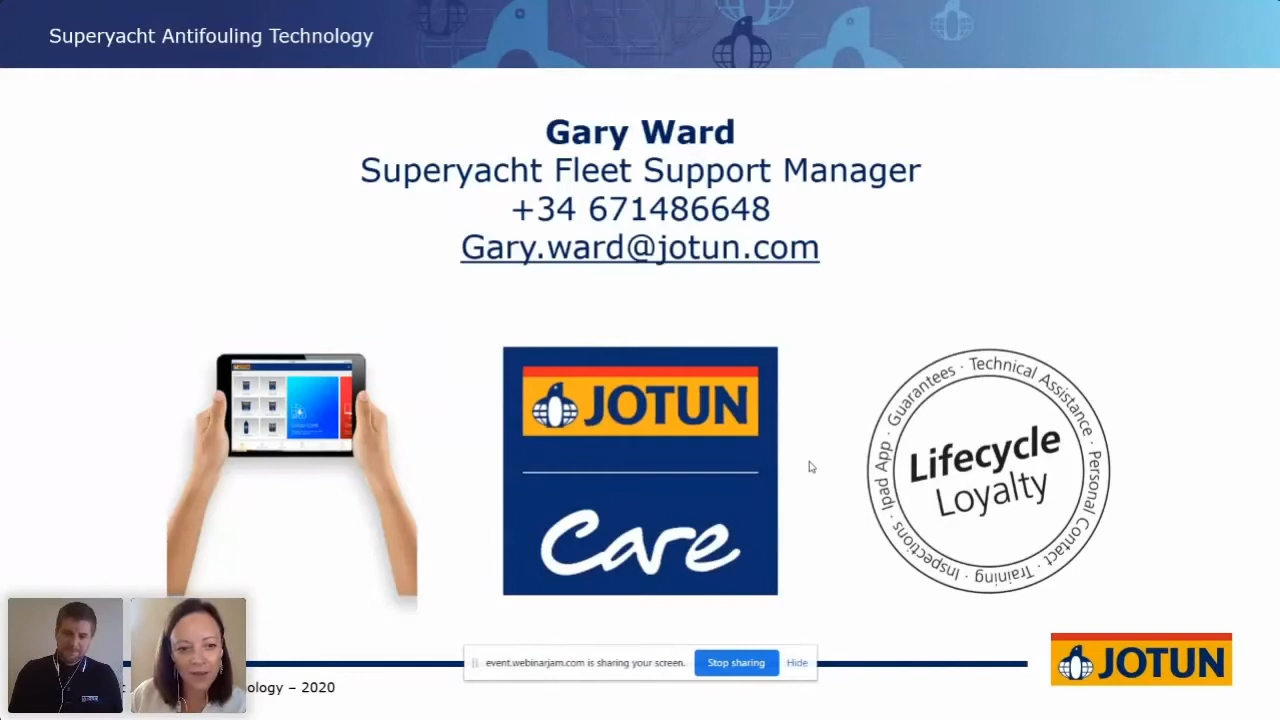 Superyacht Antifouling Technology
Gary Ward
Superyacht Fleet Support Manager
+34 671486648
Gary.ward@jotun.com
JOTUN
Care
Guarantees · Technical Assistance · Personal Contact · Training · Inspections · Ipad App ·
Lifecycle
Loyalty
event.webinarjam.com is sharing your screen.
Stop sharing
Hide
JOTUN
ology – 2020